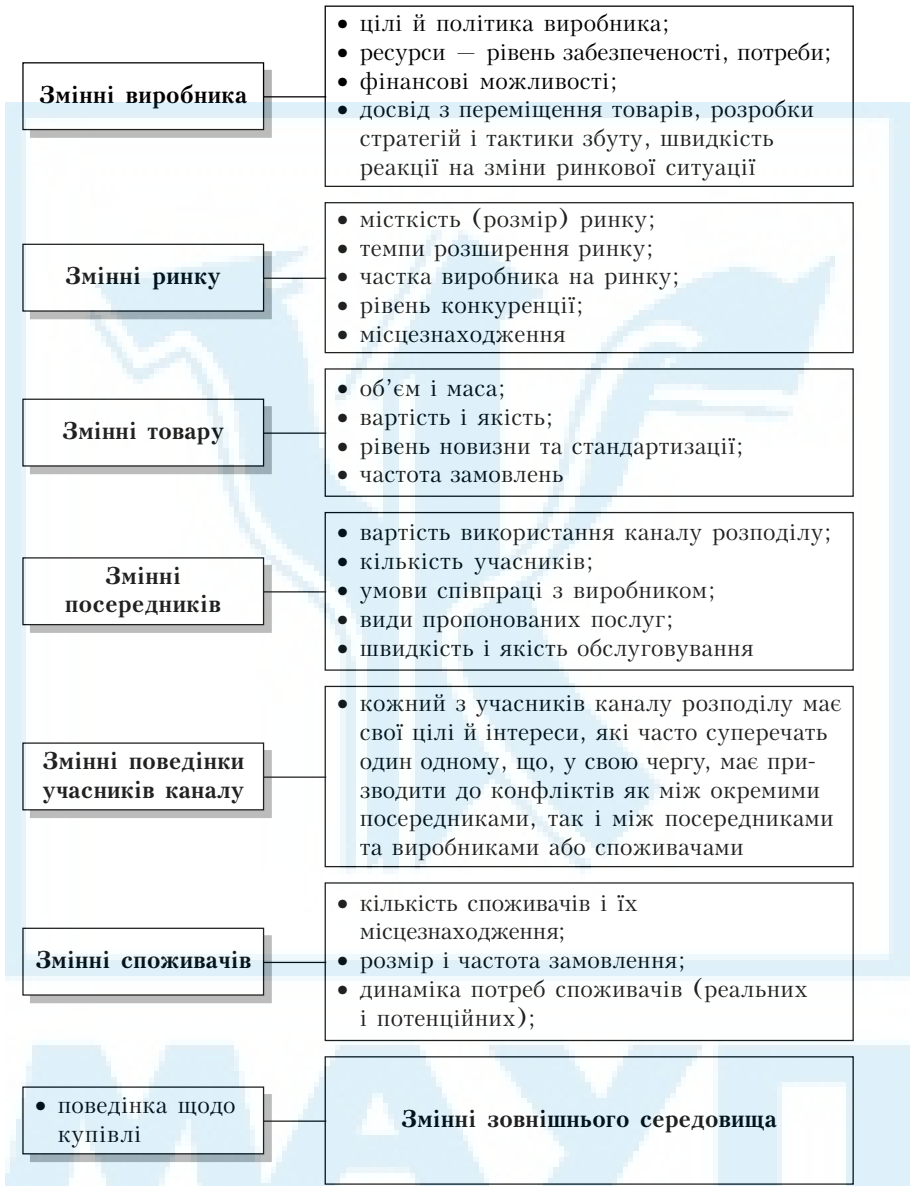 Змінні виробника
• цілі й політика виробника;
• ресурси — рівень забезпеченості, потреби;
• фінансові можливості;
• досвід з переміщення товарів, розробки
стратегій і тактики збуту, швидкість
реакції на зміни ринкової ситуації
Змінні ринку
• місткість (розмір) ринку;
• темпи розширення ринку;
• частка виробника на ринку;
• рівень конкуренції;
• місцезнаходження
Змінні товару
• об’єм і маса;
• вартість і якість;
• рівень новизни та стандартизації;
• частота замовлень
Змінні
посередників
• вартість використання каналу розподілу;
• кількість учасників;
• умови співпраці з виробником;
• види пропонованих послуг;
• швидкість і якість обслуговування
Змінні поведінки
учасників каналу
• кожний з учасників каналу розподілу має
свої цілі й інтереси, які часто суперечать
один одному, що, у свою чергу, має при-
зводити до конфліктів як між окремими
посередниками, так і між посередниками
та виробниками або споживачами
Змінні споживачів
• кількість споживачів і їх
місцезнаходження;
• розмір і частота замовлення;
• динаміка потреб споживачів (реальних
і потенційних);
• поведінка щодо
купівлі
Змінні зовнішнього середовища
МАУП